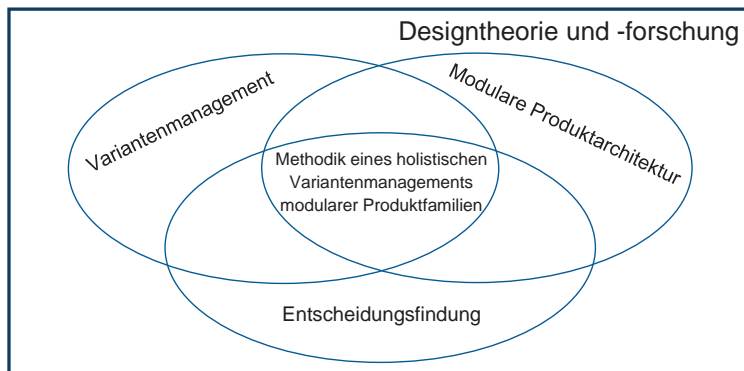 Designtheorie und -forschung
Variantenmanagement
Modulare Produktarchitektur
Methodik eines holistischen
Variantenmanagements
modularer Produktfamilien
Entscheidungsfindung